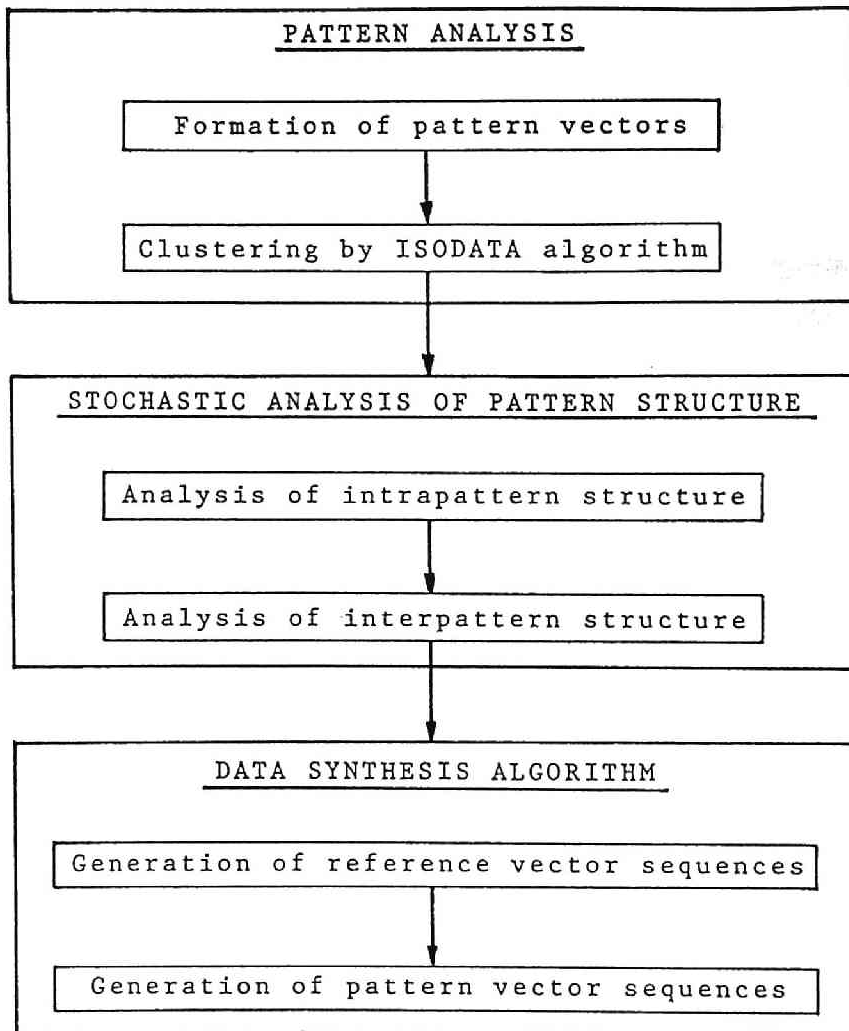 PATTERN ANALYSIS
Formation of pattern vectors
Clustering by ISODATA algorithm
STOCHASTIC ANALYSIS OF PATTERN STRUCTURE
Analysis of intrapattern structure
Analysis of interpattern structure
DATA SYNTHESIS ALGORITHM
Generation of reference vector sequences
Generation of pattern vector sequences